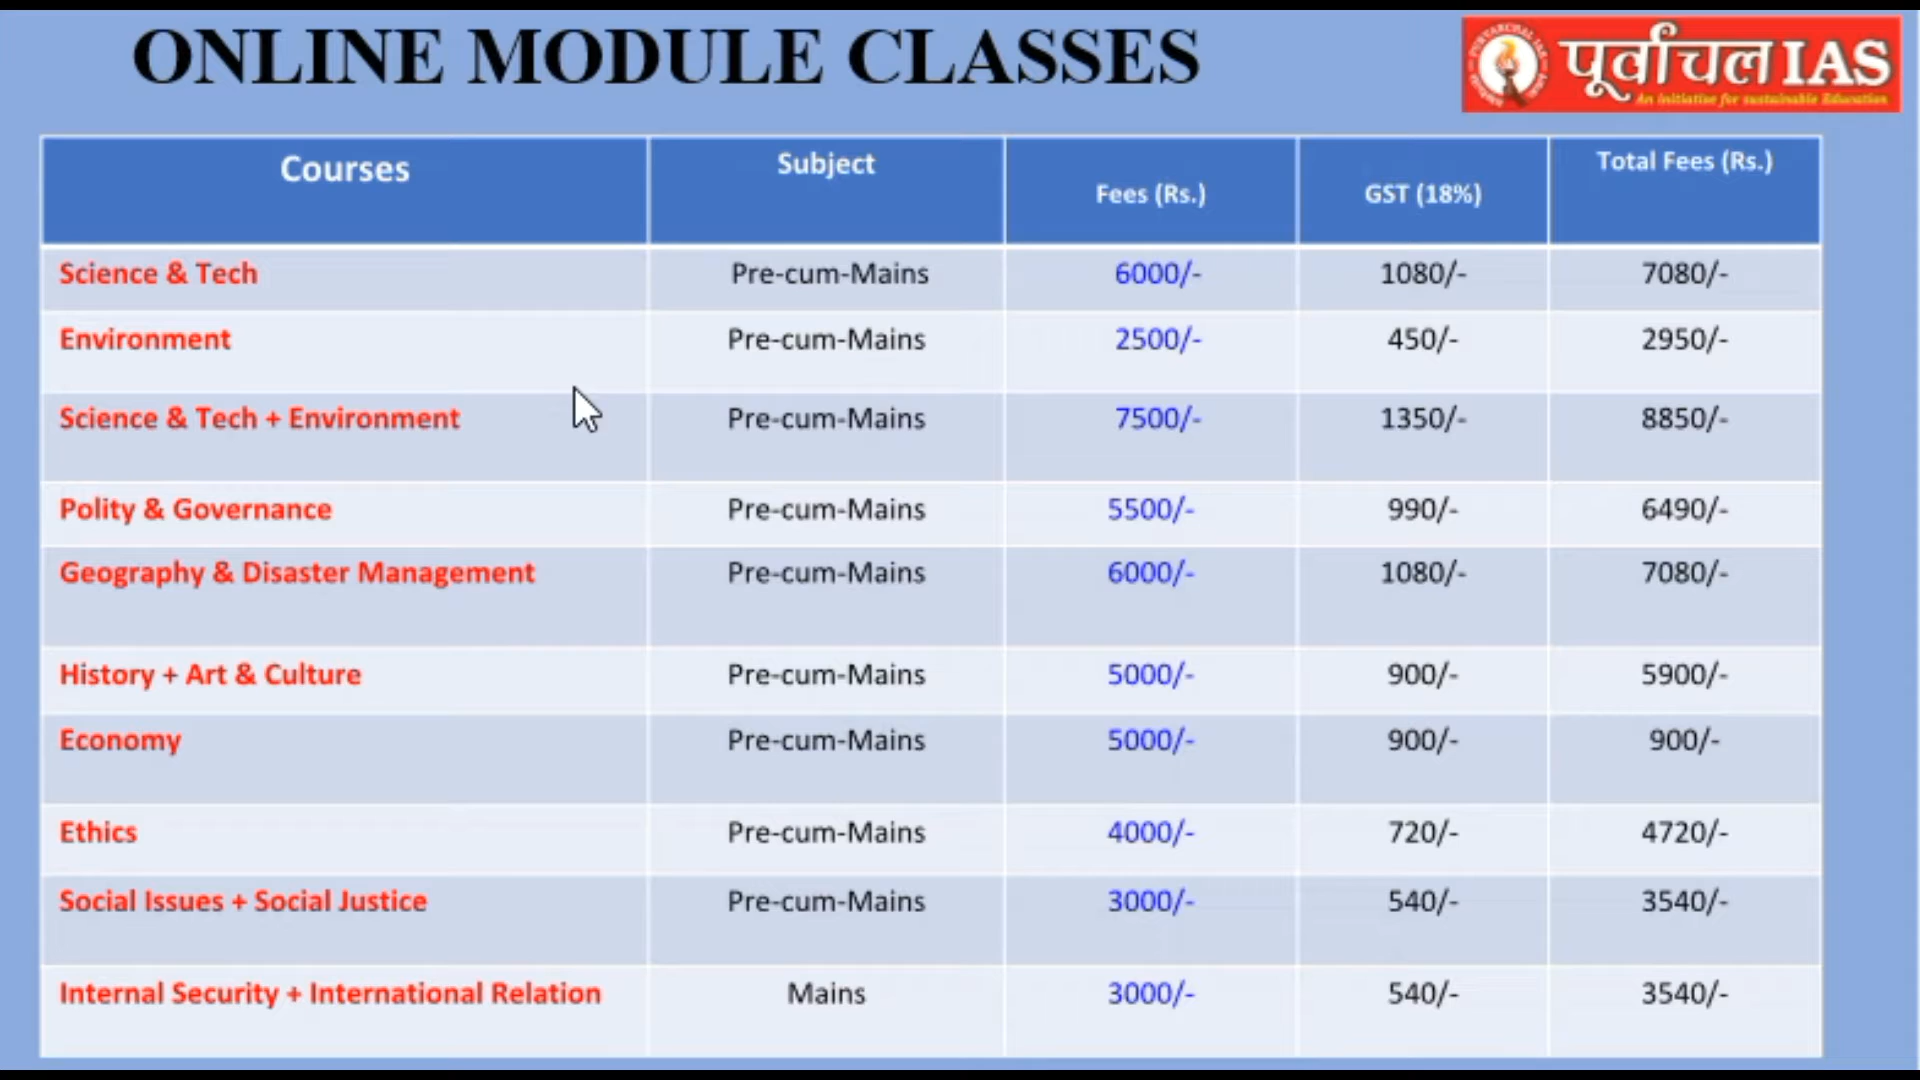 ONLINE MODULE CLASSES
पूर्वांचल IAS
An initiative for sustainable Education
Courses Subject Fees (Rs.) GST (18%) Total Fees (Rs.)
Science & Tech Pre-cum-Mains 6000/- 1080/- 7080/-
Environment Pre-cum-Mains 2500/- 450/- 2950/-
Science & Tech + Environment Pre-cum-Mains 7500/- 1350/- 8850/-
Polity & Governance Pre-cum-Mains 5500/- 990/- 6490/-
Geography & Disaster Management Pre-cum-Mains 6000/- 1080/- 7080/-
History + Art & Culture Pre-cum-Mains 5000/- 900/- 5900/-
Economy Pre-cum-Mains 5000/- 900/- 900/-
Ethics Pre-cum-Mains 4000/- 720/- 4720/-
Social Issues + Social Justice Pre-cum-Mains 3000/- 540/- 3540/-
Internal Security + International Relation Mains 3000/- 540/- 3540/-